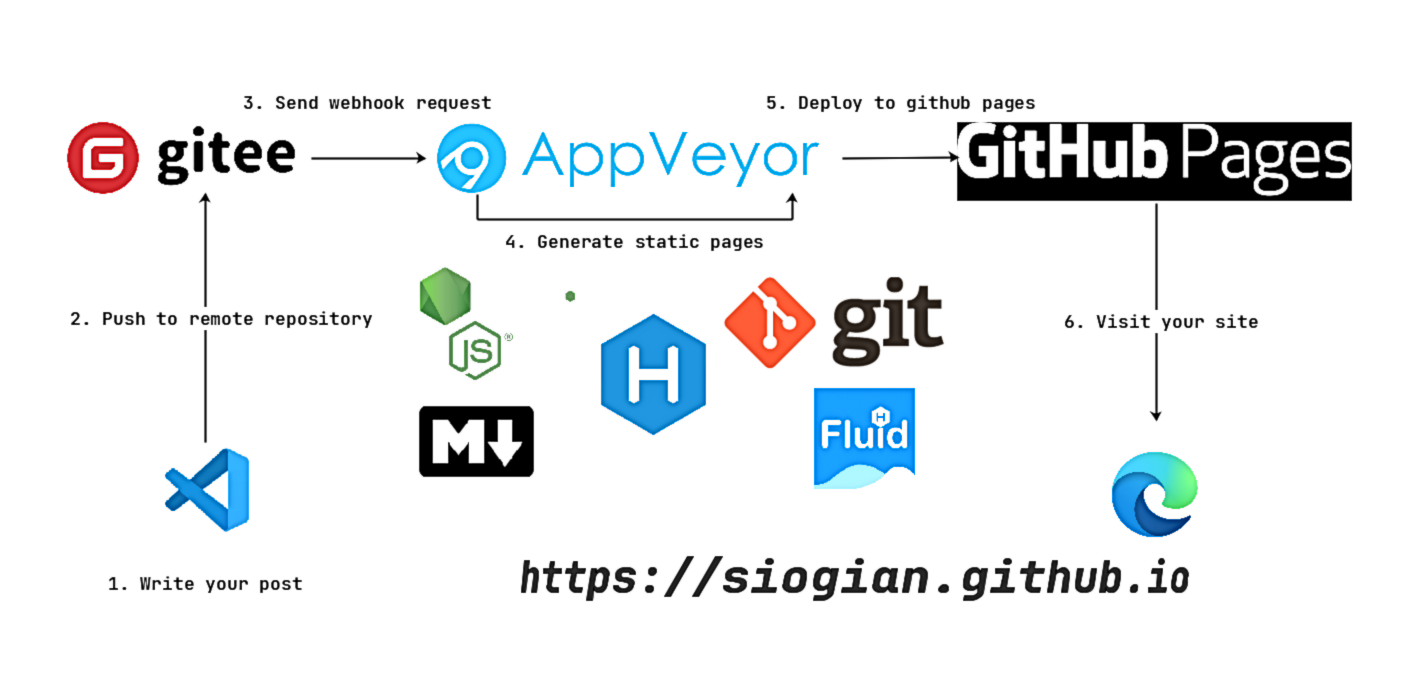 3. Send webhook request
5. Deploy to github pages
G gitee
AppVeyor
GitHub Pages
4. Generate static pages
2. Push to remote repository
JS®
H
git
6. Visit your site
M
H
Fluid
1. Write your post
https://siogian.github.io